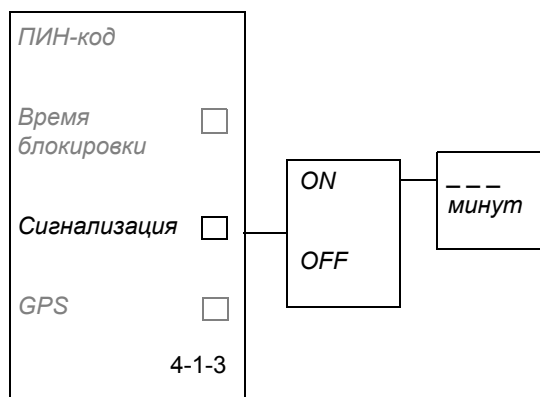 ПИН-код
Время
блокировки
Сигнализация
GPS
4-1-3
ON
OFF
_ _ _
минут